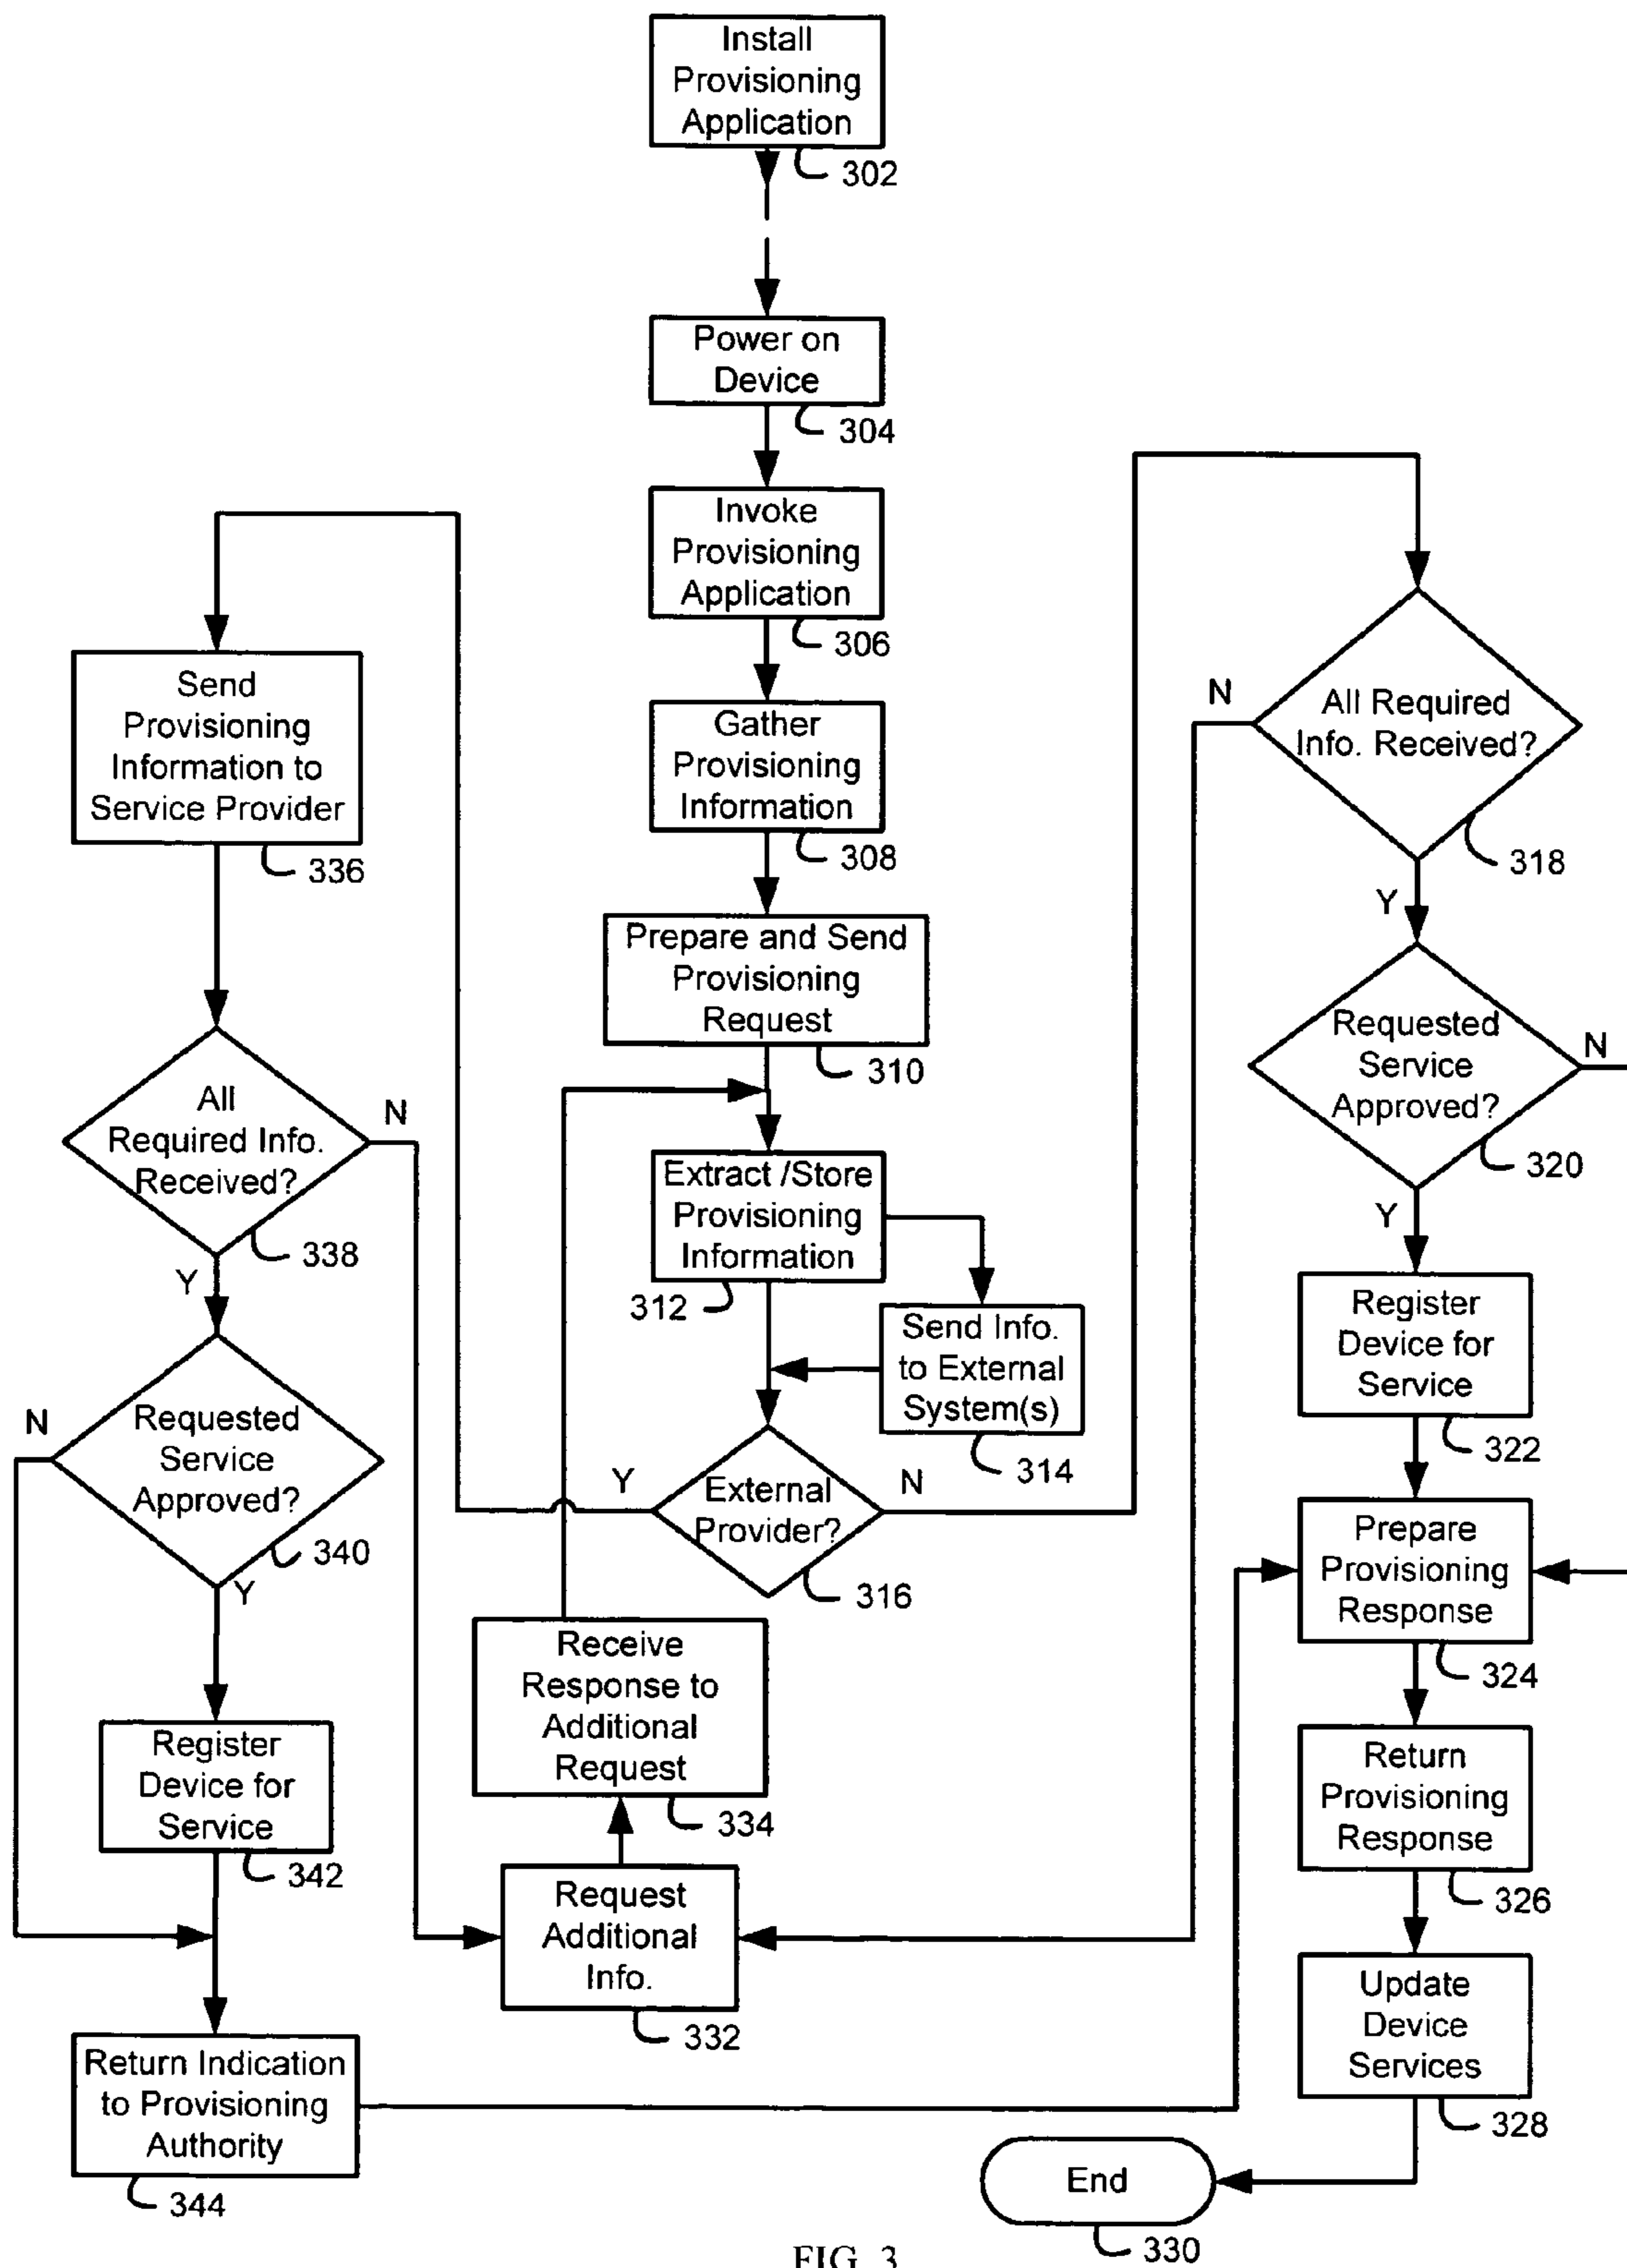 Install
Provisioning
Application
302
Power on
Device
304
Invoke
Provisioning
Application
306
Gather
Provisioning
Information
308
Prepare and Send
Provisioning
Request
310
Extract /Store
Provisioning
Information
312
Send Info.
to External
System(s)
314
External
Provider?
316
Y
N
Send
Provisioning
Information to
Service Provider
336
All
Required Info.
Received?
338
N
Y
Requested
Service
Approved?
340
N
Y
Register
Device for
Service
342
Return Indication
to Provisioning
Authority
344
Receive
Response to
Additional
Request
334
Request
Additional
Info.
332
All Required
Info. Received?
318
N
Y
Requested
Service
Approved?
320
N
Y
Register
Device for
Service
322
Prepare
Provisioning
Response
324
Return
Provisioning
Response
326
Update
Device
Services
328
End
330
FIG. 3